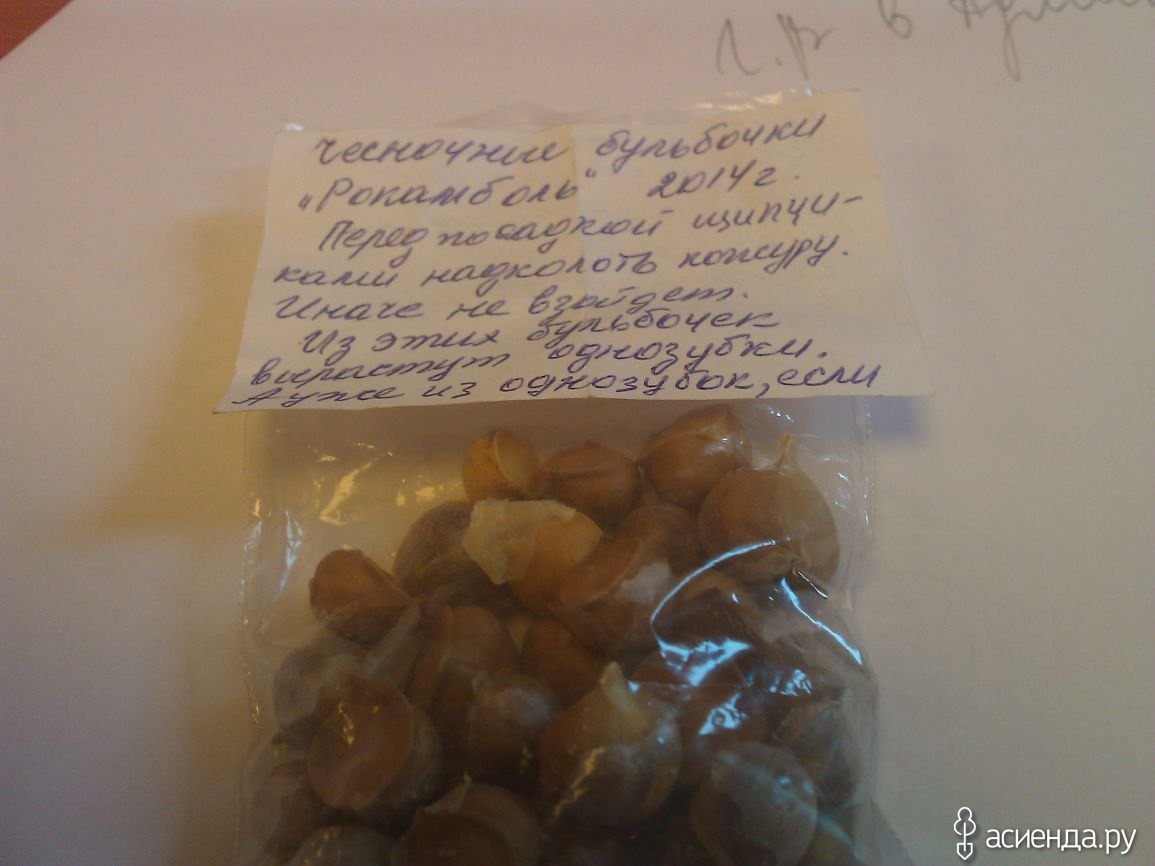 г. в
Чесночные бульбочки
„Рокамболь" 2014г.
Перед посадкой щипчи-
ками надколоть кожуру.
Иначе не взойдет.
Из этих бульбочек
вырастут однозубки.
А уже из однозубок, если
асиенда.ру